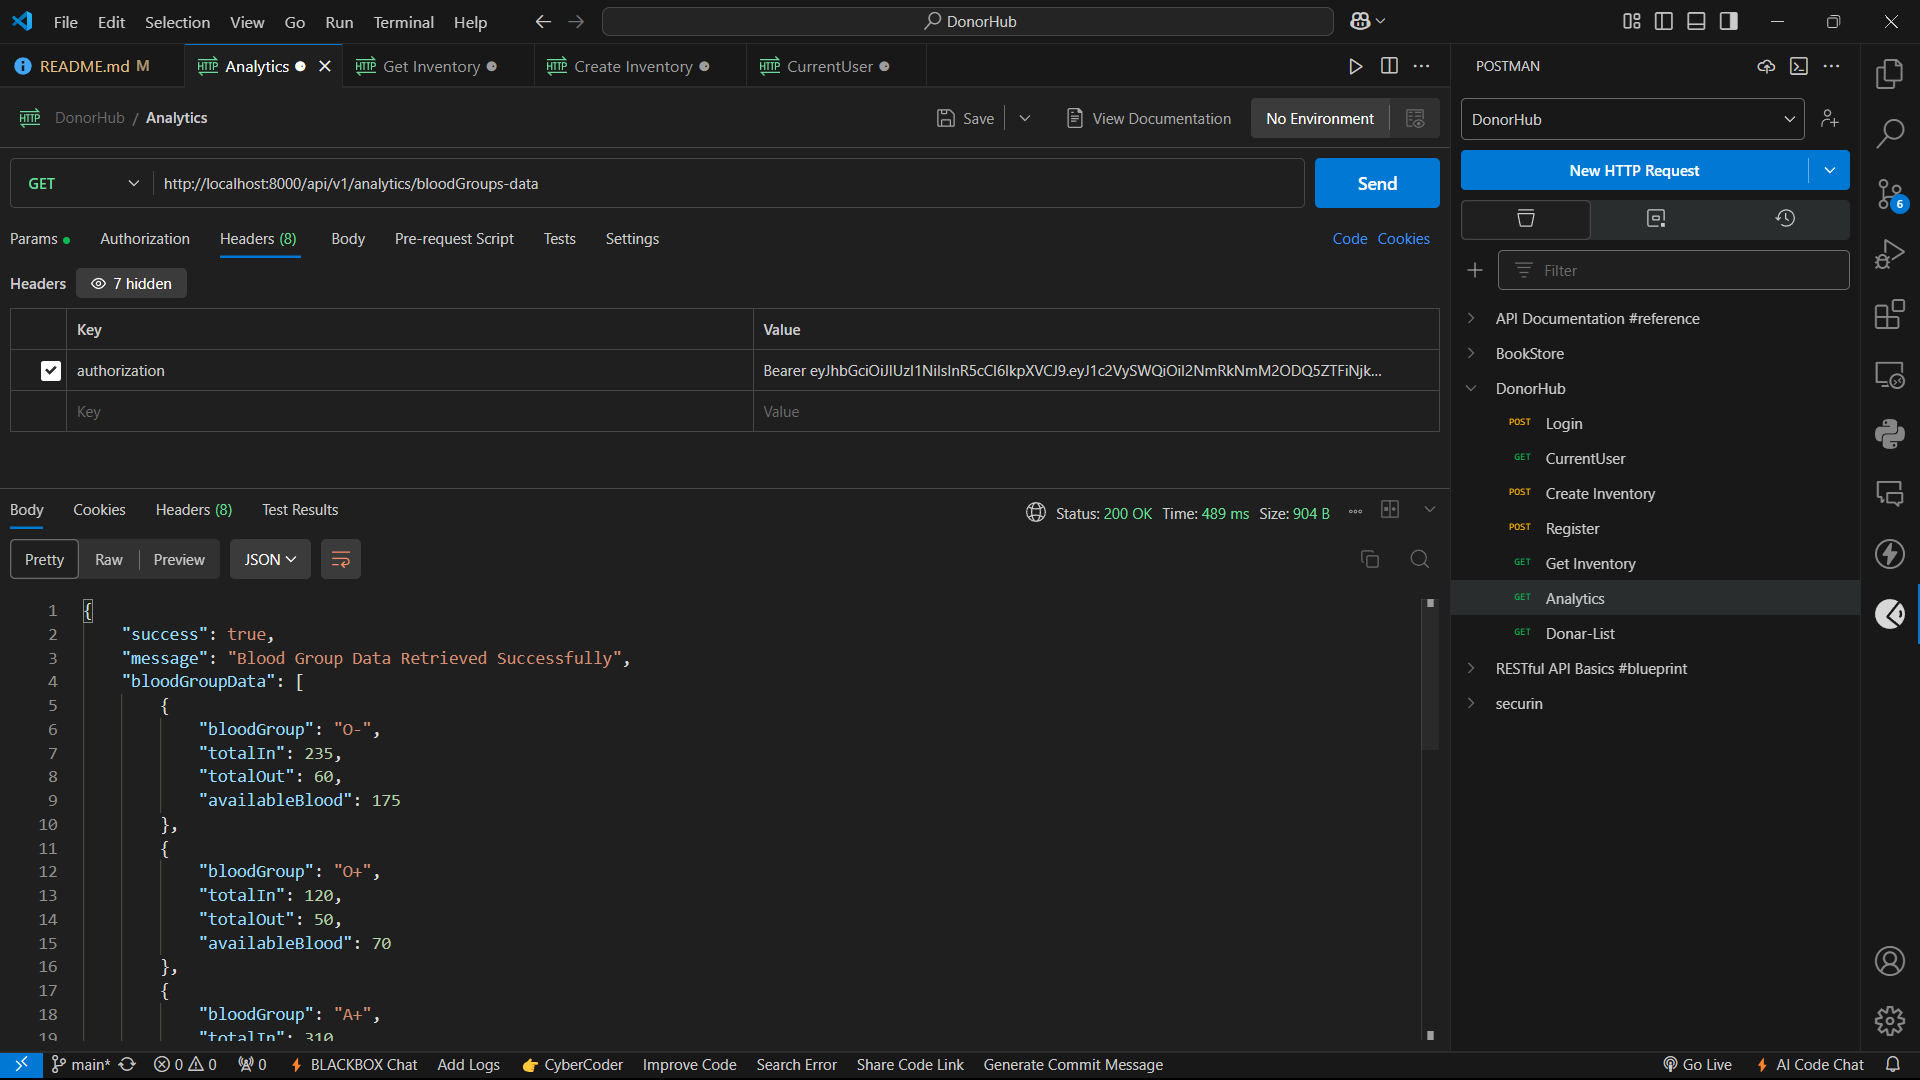 File Edit Selection View Go Run Terminal Help
DonorHub
README.md M
Analytics
Get Inventory
Create Inventory
CurrentUser
POSTMAN
DonorHub / Analytics
Save
View Documentation
No Environment
DonorHub
GET
http://localhost:8000/api/v1/analytics/bloodGroups-data
Send
New HTTP Request
6
Params Authorization Headers (8) Body Pre-request Script Tests Settings
Code Cookies
Headers 7 hidden
Filter
Key Value
authorization
Key Value
API Documentation #reference
BookStore
DonorHub
POST Login
GET CurrentUser
POST Create Inventory
POST Register
GET Get Inventory
GET Analytics
GET Donar-List
RESTful API Basics #blueprint
securin
Body Cookies Headers (8) Test Results
Status: 200 OK Time: 489 ms Size: 904 B
Pretty Raw Preview JSON
1 {
2 "success": true,
3 "message": "Blood Group Data Retrieved Successfully",
4 "bloodGroupData": [
5 {
6 "bloodGroup": "O-",
7 "totalIn": 235,
8 "totalOut": 60,
9 "availableBlood": 175
10 },
11 {
12 "bloodGroup": "O+",
13 "totalIn": 120,
14 "totalOut": 50,
15 "availableBlood": 70
16 },
17 {
18 "bloodGroup": "A+",
19 "totalIn": 310
main* 0 0 0 BLACKBOX Chat Add Logs CyberCoder Improve Code Search Error Share Code Link Generate Commit Message Go Live AI Code Chat